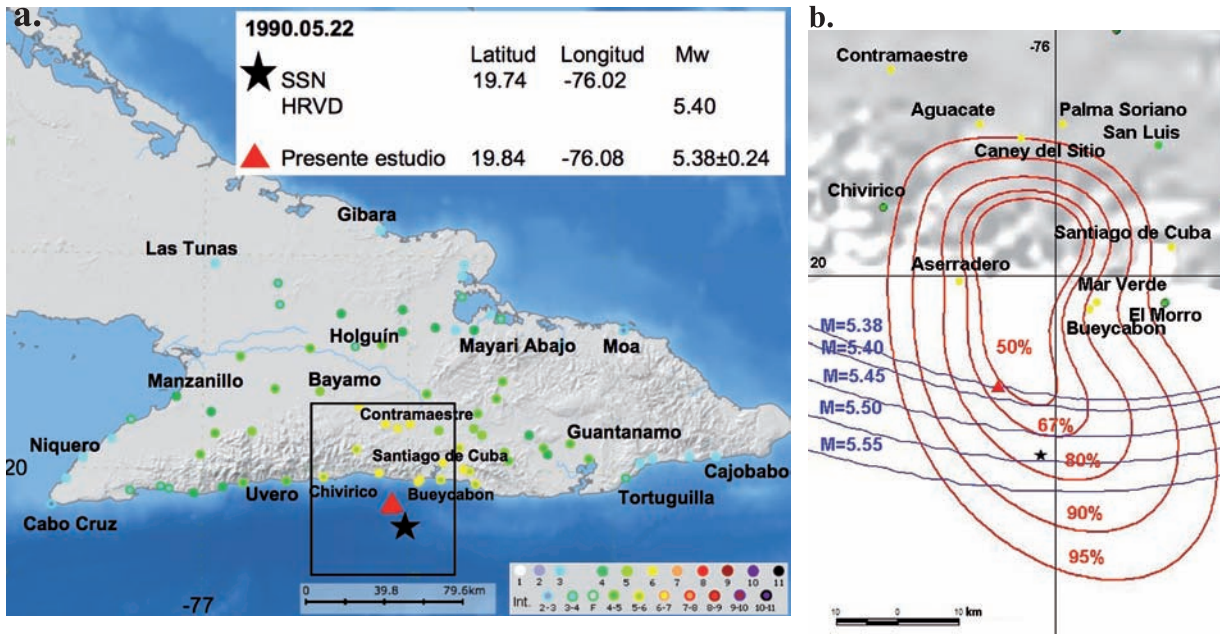 a.
1990.05.22
Latitud Longitud Mw
SSN 19.74 -76.02
HRVD 5.40
Presente estudio 19.84 -76.08 5.38±0.24
Gibara
Las Tunas
Holguín
Mayari Abajo
Moa
Manzanillo
Bayamo
Contramaestre
Guantanamo
Niquero
Santiago de Cuba
20
Cajobabo
Uvero
Chivirico
Bueycabon
Tortuguilla
Cabo Cruz
-77
0 39.8 79.6km
1 2 3 4 5 6 7 8 9 10 11
Int. 2-3 3-4 F 4-5 5-6 6-7 7-8 8-9 9-10 10-11
b.
-76
Contramaestre
Aguacate
Palma Soriano
San Luis
Caney del Sitio
Chivirico
Santiago de Cuba
20
Aserradero
Mar Verde
El Morro
Bueycabon
M=5.38
M=5.40
50%
M=5.45
M=5.50
67%
M=5.55
80%
90%
95%
10 0 10 km